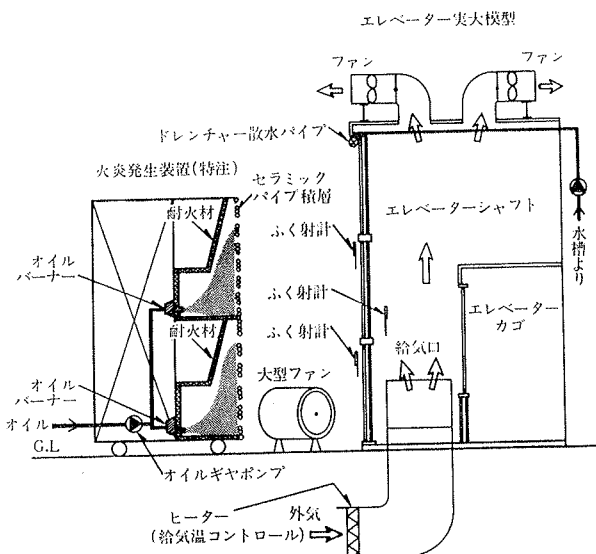 エレベーター実大模型
ファン
ファン
ドレンチャー散水パイプ
火炎発生装置(特注)
セラミック
パイプ積層
耐火材
エレベーターシャフト
ふく射計
水槽より
オイル
バーナー
ふく射計
エレベーター
カゴ
耐火材
ふく射計
給気口
オイル
バーナー
大型ファン
オイル
G.L
オイルギヤポンプ
ヒーター
(給気温コントロール)
外気